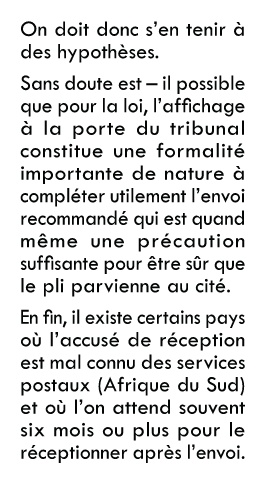 On doit donc s'en tenir à
des hypothèses.
Sans doute est – il possible
que pour la loi, l'affichage
à la porte du tribunal
constitue une formalité
importante de nature à
compléter utilement l'envoi
recommandé qui est quand
même une précaution
suffisante pour être sûr que
le pli parvienne au cité.
En fin, il existe certains pays
où l'accusé de réception
est mal connu des services
postaux (Afrique du Sud)
et où l'on attend souvent
six mois ou plus pour le
réceptionner après l'envoi.